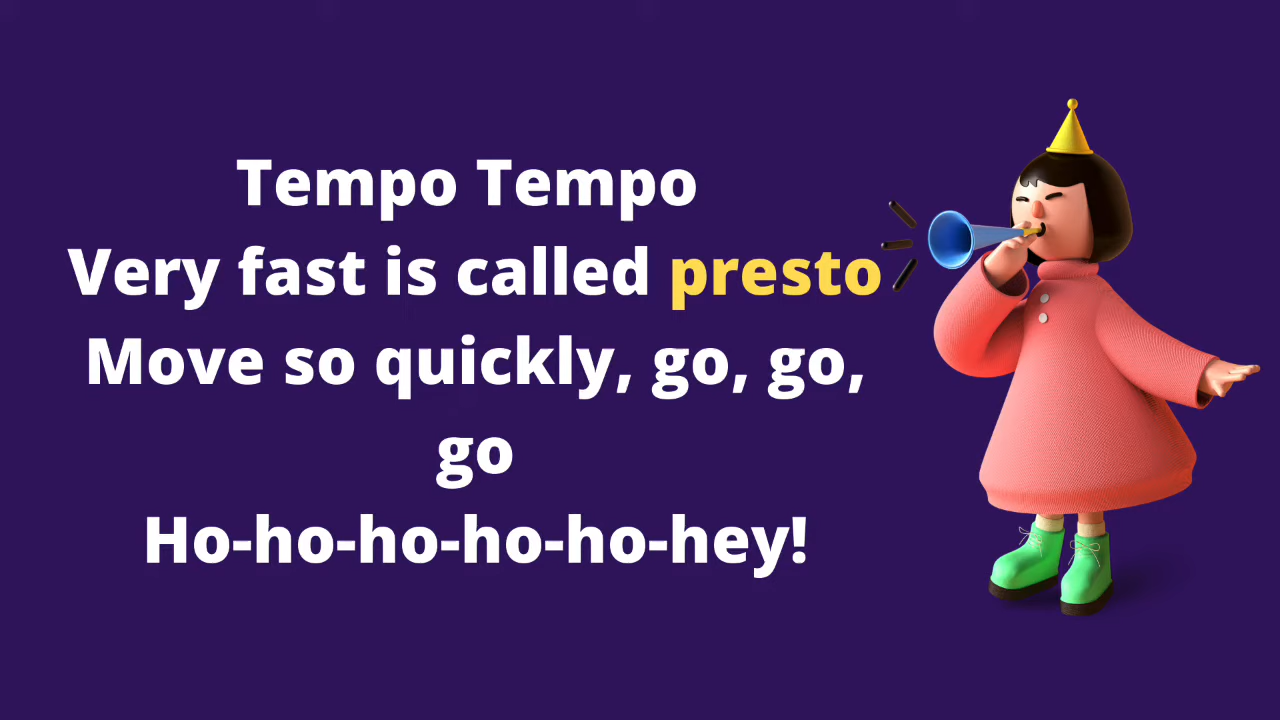 Tempo Tempo
Very fast is called presto
Move so quickly, go, go,
go
Ho-ho-ho-ho-ho-hey!